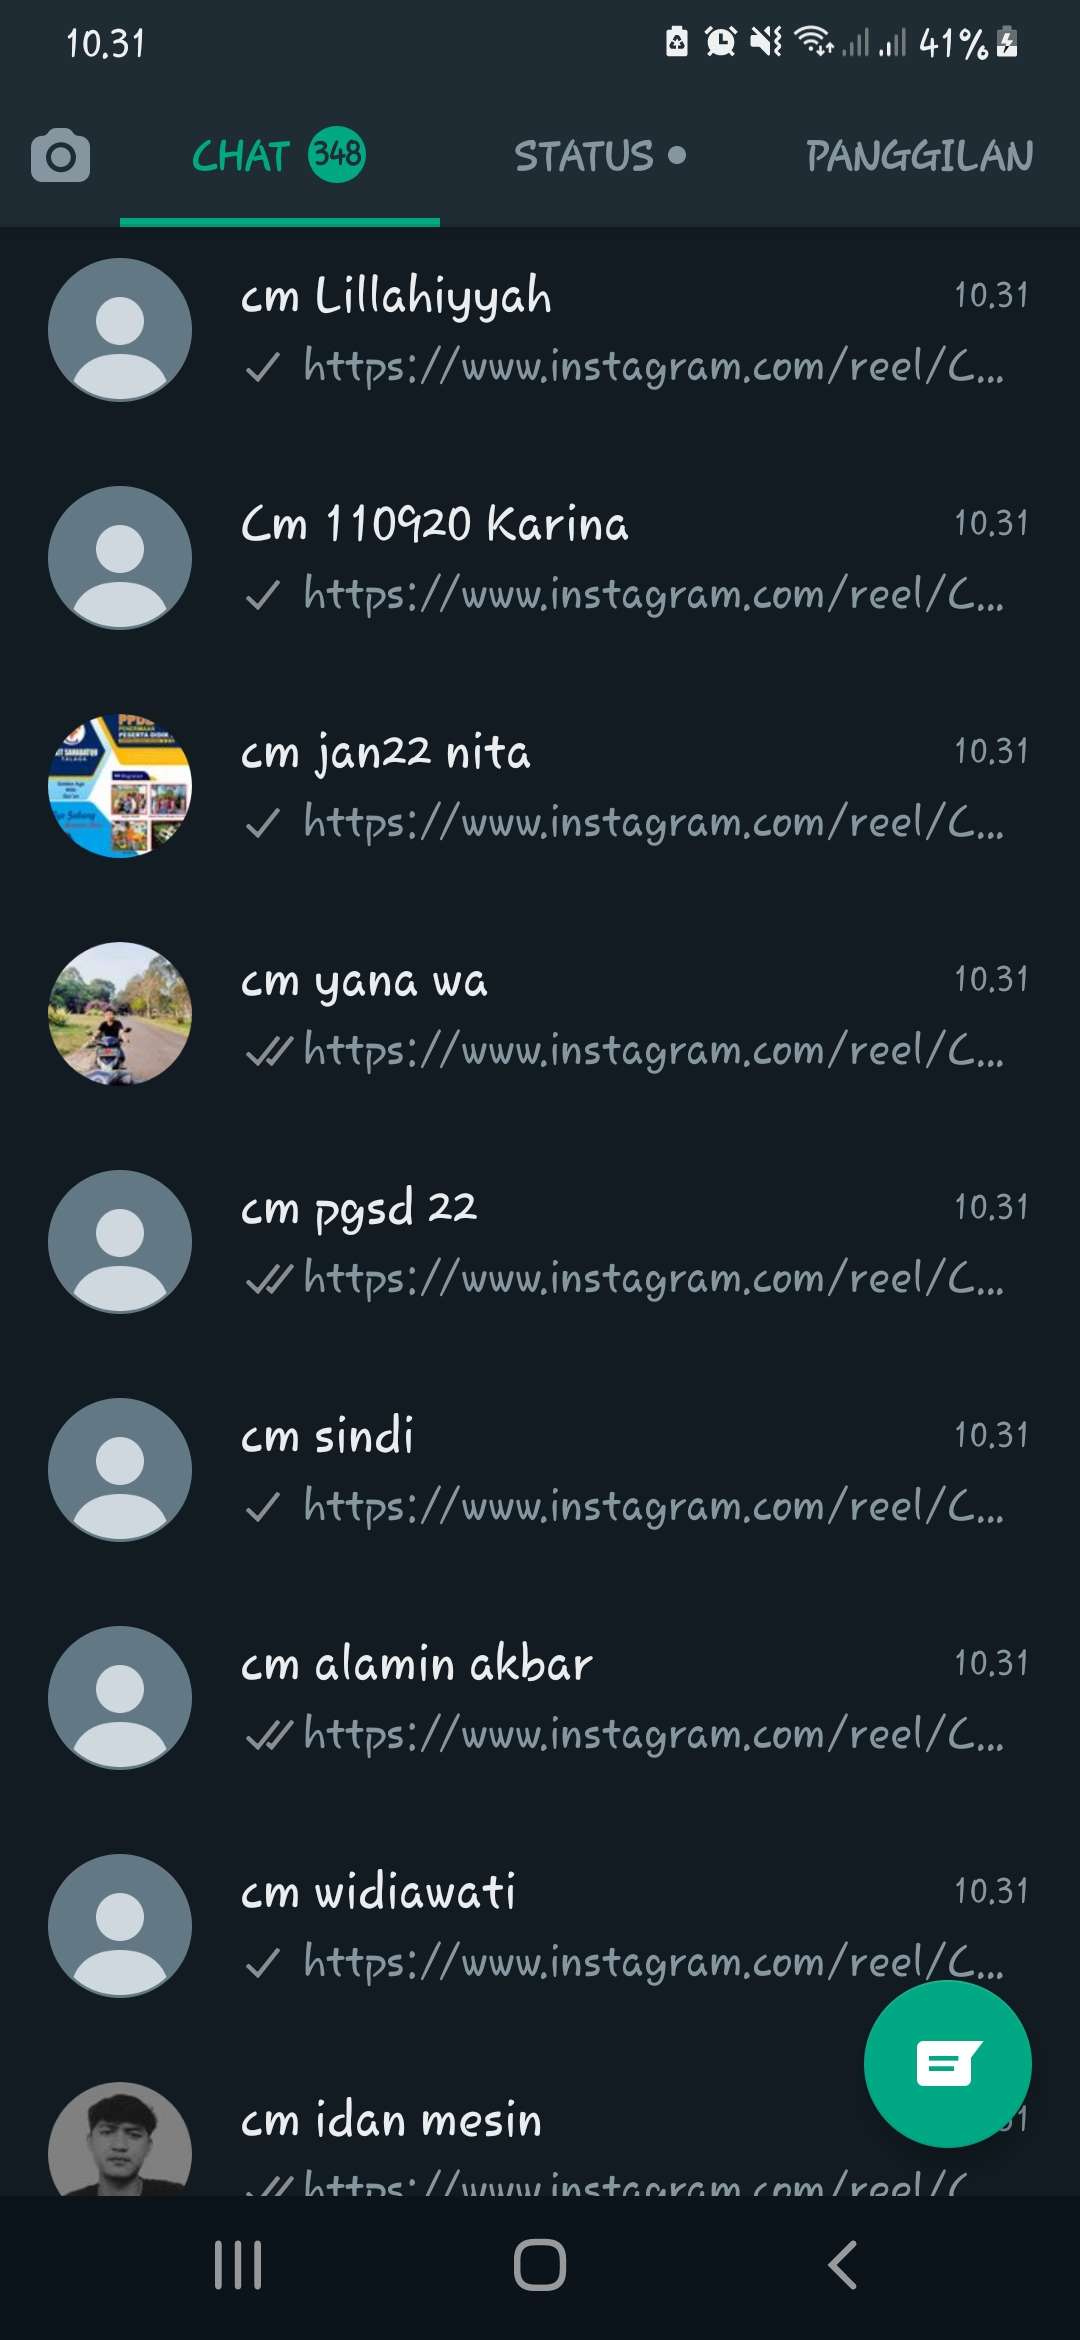 10.31
41%
CHAT 348 STATUS PANGGILAN
cm Lillahiyyah 10.31
https://www.instagram.com/reel/C...
Cm 110920 Karina 10.31
https://www.instagram.com/reel/C...
PPDB
cm jan22 nita 10.31
https://www.instagram.com/reel/C...
cm yana wa 10.31
https://www.instagram.com/reel/C...
cm pgsd 22 10.31
https://www.instagram.com/reel/C...
cm sindi 10.31
https://www.instagram.com/reel/C...
cm alamin akbar 10.31
https://www.instagram.com/reel/C...
cm widiawati 10.31
https://www.instagram.com/reel/C...
cm idan mesin
https://www.instagram.com/reel/C